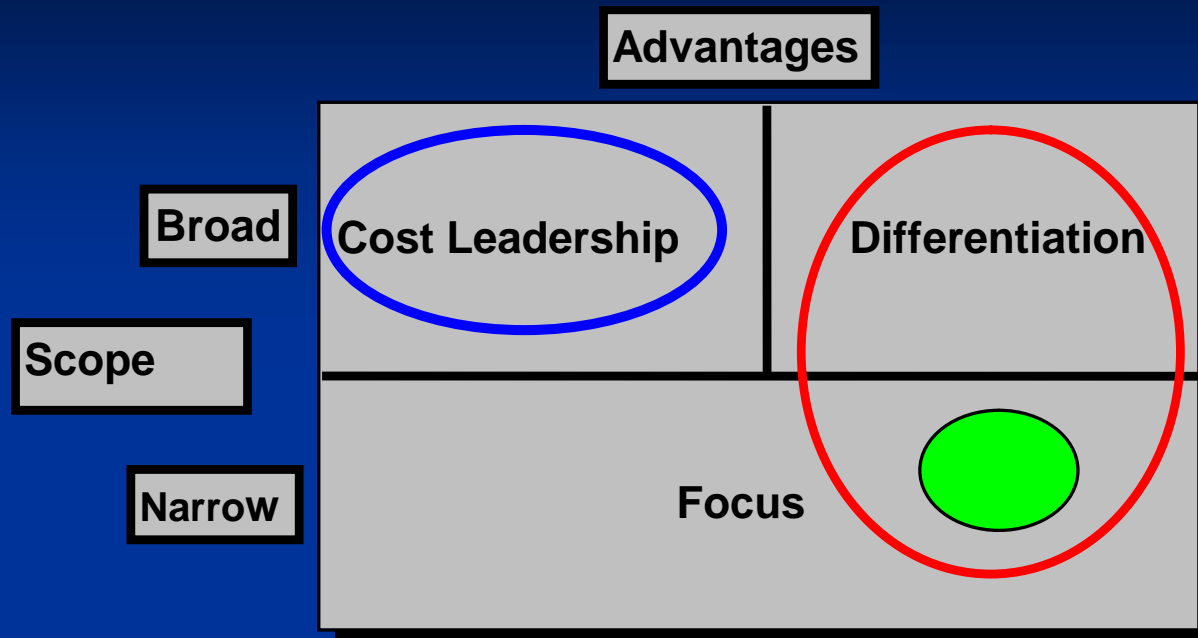 Advantages
Broad
Cost Leadership
Differentiation
Scope
Narrow
Focus